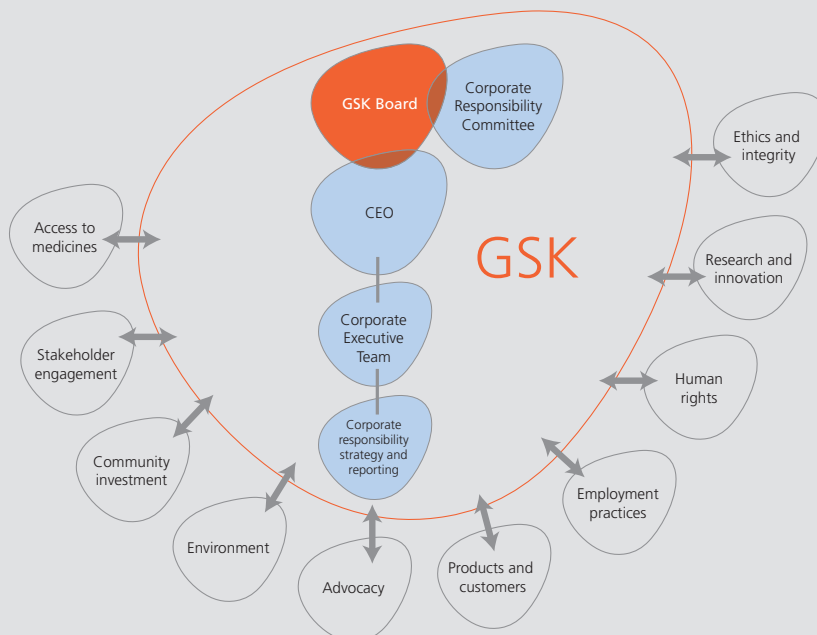 GSK Board
Corporate
Responsibility
Committee
CEO
GSK
Corporate
Executive
Team
Corporate
responsibility
strategy and
reporting
Access to
medicines
Stakeholder
engagement
Community
investment
Environment
Advocacy
Products and
customers
Employment
practices
Human
rights
Research and
innovation
Ethics and
integrity